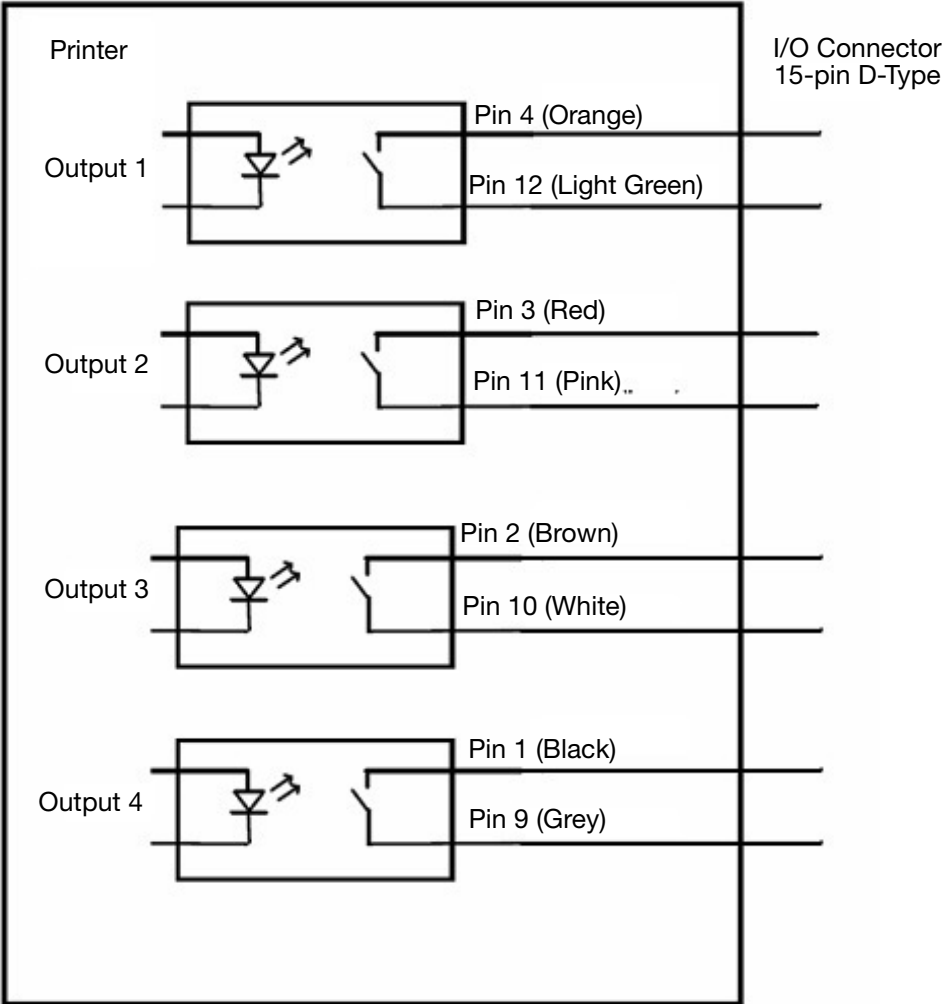 Printer
I/O Connector
15-pin D-Type
Pin 4 (Orange)
Output 1
Pin 12 (Light Green)
Pin 3 (Red)
Output 2
Pin 11 (Pink)
Pin 2 (Brown)
Output 3
Pin 10 (White)
Pin 1 (Black)
Output 4
Pin 9 (Grey)